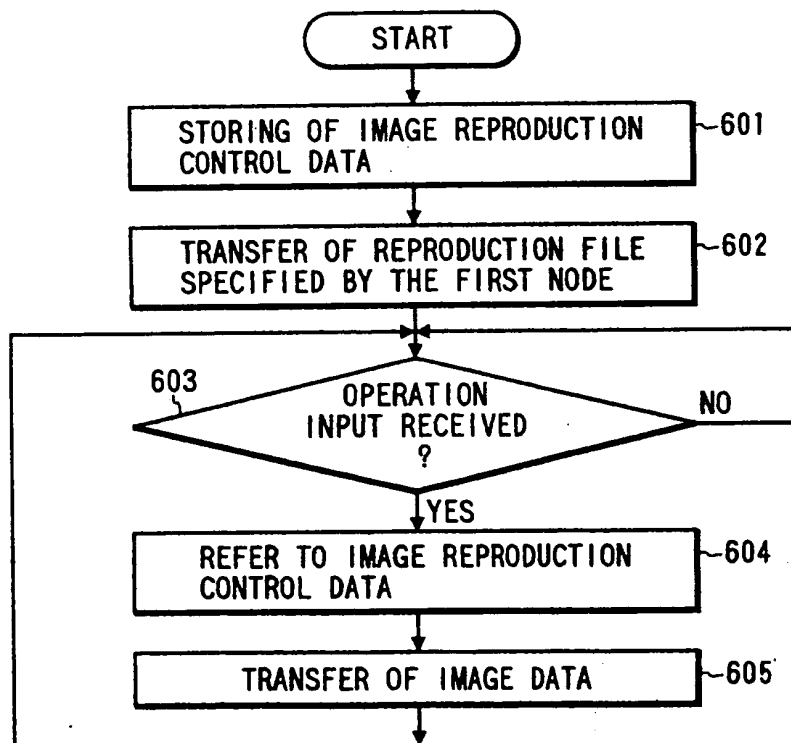 START
STORING OF IMAGE REPRODUCTION
CONTROL DATA
601
TRANSFER OF REPRODUCTION FILE
SPECIFIED BY THE FIRST NODE
602
603
OPERATION
INPUT RECEIVED
?
NO
YES
REFER TO IMAGE REPRODUCTION
CONTROL DATA
604
TRANSFER OF IMAGE DATA
605